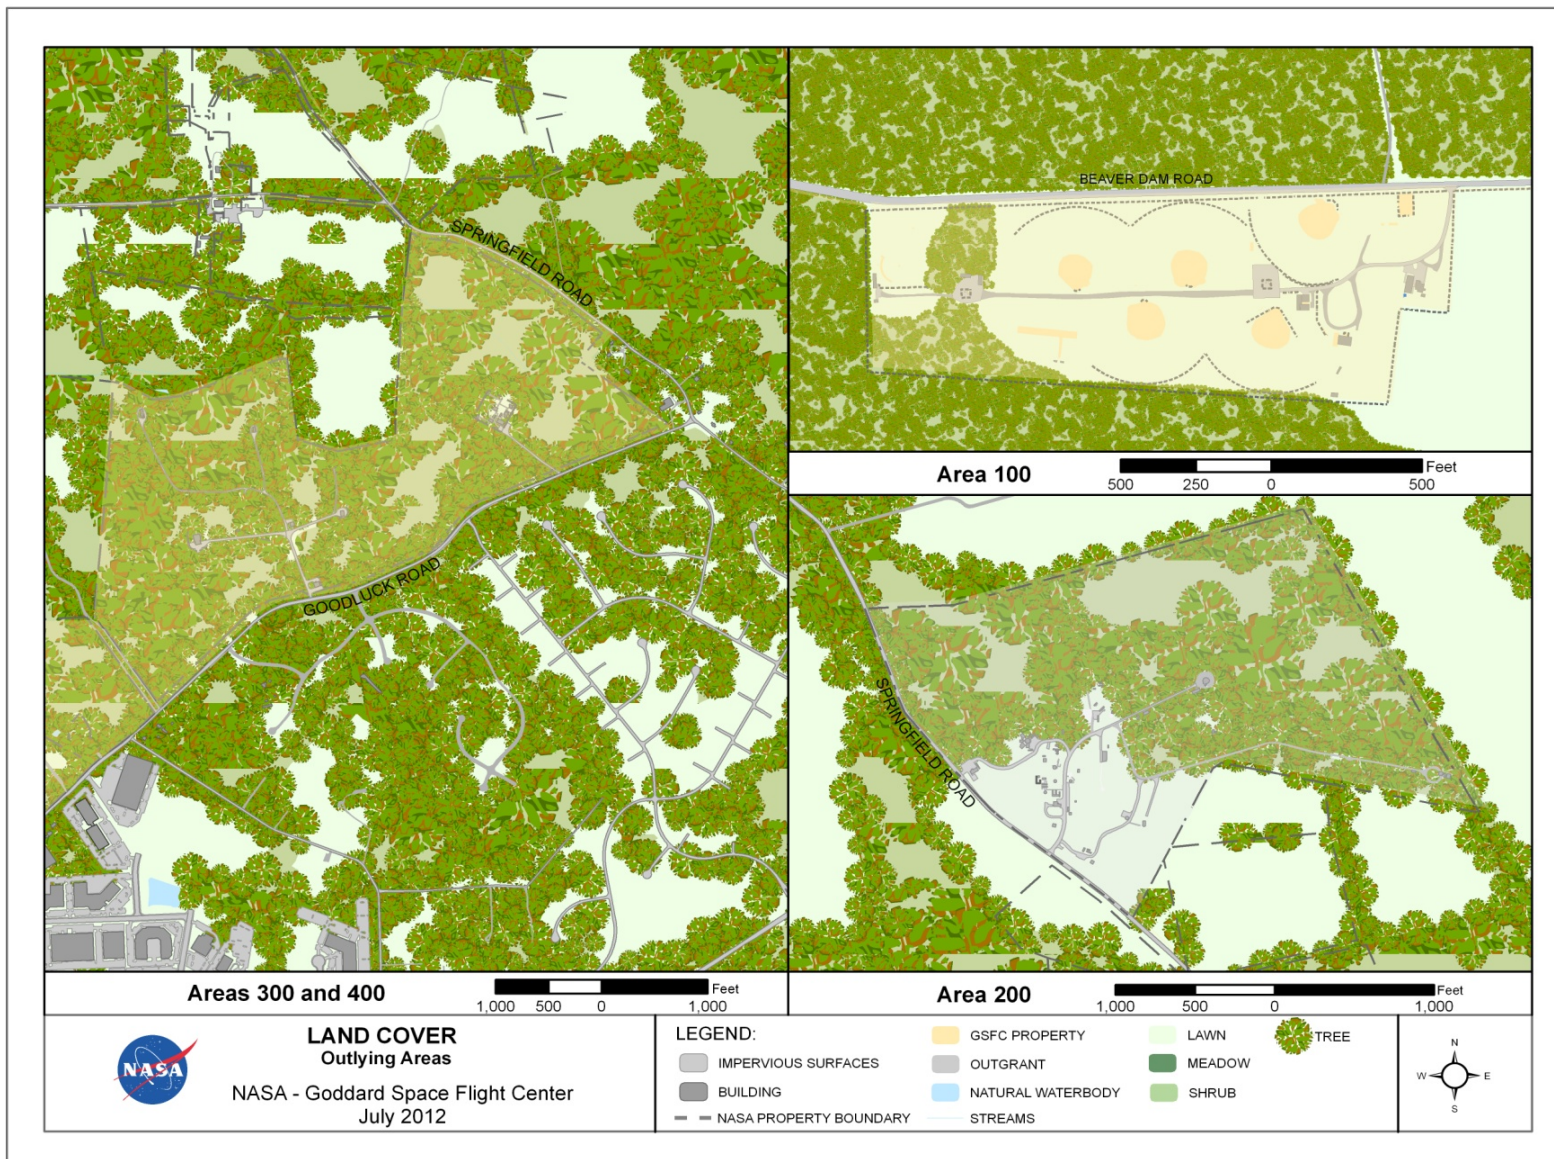 SPRINGFIELD ROAD
GOODLUCK ROAD
Areas 300 and 400
Feet
1,000 500 0 1,000
BEAVER DAM ROAD
Area 100
Feet
500 250 0 500
SPRINGFIELD ROAD
Area 200
Feet
1,000 500 0 1,000
NASA
LAND COVER
Outlying Areas
NASA - Goddard Space Flight Center
July 2012
LEGEND:
IMPERVIOUS SURFACES
BUILDING
NASA PROPERTY BOUNDARY
GSFC PROPERTY
OUTGRANT
NATURAL WATERBODY
STREAMS
LAWN
MEADOW
SHRUB
TREE
N
W E
S